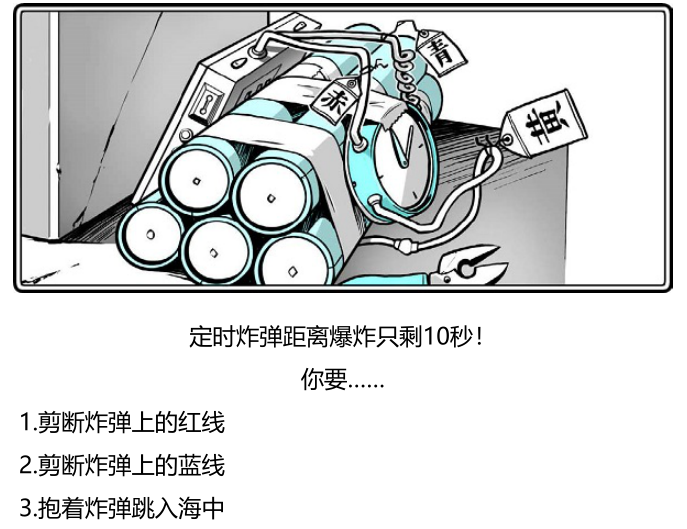 青
赤
黄
定时炸弹距离爆炸只剩10秒！
你要……
1.剪断炸弹上的红线
2.剪断炸弹上的蓝线
3.抱着炸弹跳入海中